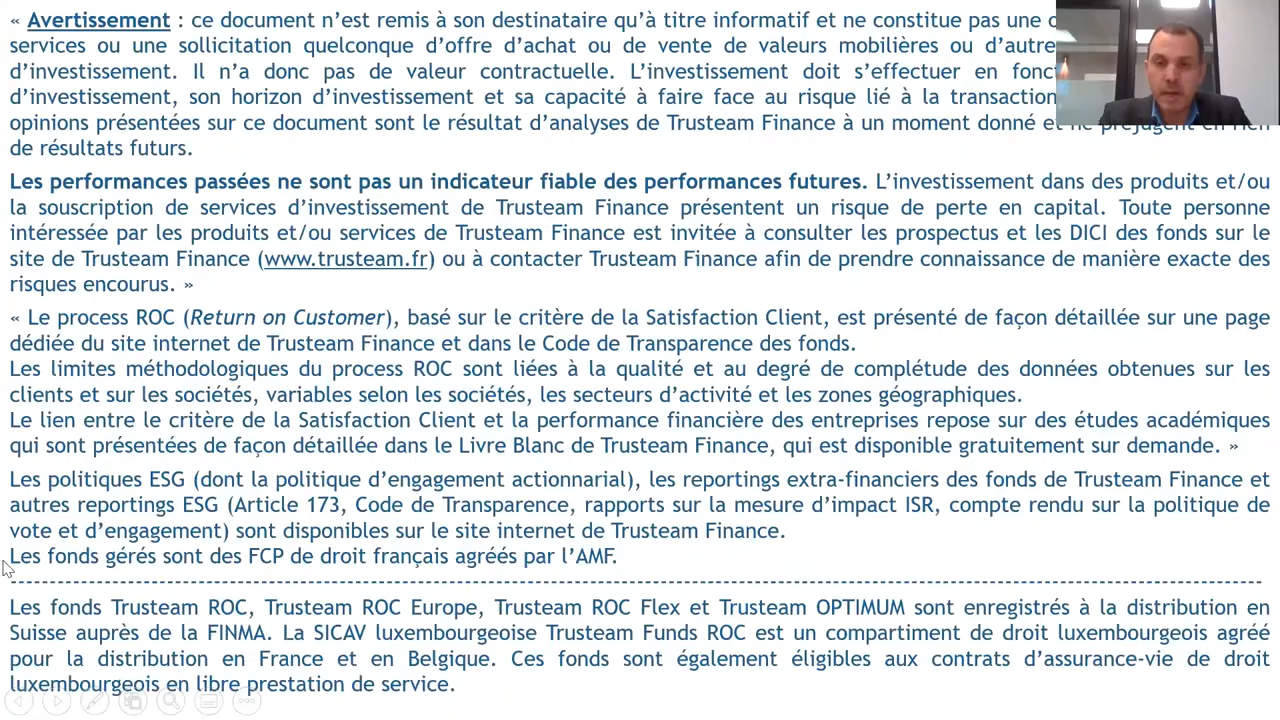 « Avertissement : ce document n’est remis à son destinataire qu’à titre informatif et ne constitue pas une
services ou une sollicitation quelconque d’offre d’achat ou de vente de valeurs mobilières ou d’autre
d’investissement. Il n’a donc pas de valeur contractuelle. L’investissement doit s’effectuer en
d’investissement, son horizon d’investissement et sa capacité à faire face au risque lié à la transaction
opinions présentées sur ce document sont le résultat d’analyses de Trusteam Finance à un moment donné et ne préjugent en rien
de résultats futurs.
Les performances passées ne sont pas un indicateur fiable des performances futures. L’investissement dans des produits et/ou
la souscription de services d’investissement de Trusteam Finance présentent un risque de perte en capital. Toute personne
intéressée par les produits et/ou services de Trusteam Finance est invitée à consulter les prospectus et les DICI des fonds sur le
site de Trusteam Finance (www.trusteam.fr) ou à contacter Trusteam Finance afin de prendre connaissance de manière exacte des
risques encourus. »
« Le process ROC (Return on Customer), basé sur le critère de la Satisfaction Client, est présenté de façon détaillée sur une page
dédiée du site internet de Trusteam Finance et dans le Code de Transparence des fonds.
Les limites méthodologiques du process ROC sont liées à la qualité et au degré de complétude des données obtenues sur les
clients et sur les sociétés, variables selon les sociétés, les secteurs d’activité et les zones géographiques.
Le lien entre le critère de la Satisfaction Client et la performance financière des entreprises repose sur des études académiques
qui sont présentées de façon détaillée dans le Livre Blanc de Trusteam Finance, qui est disponible gratuitement sur demande. »
Les politiques ESG (dont la politique d’engagement actionnarial), les reportings extra-financiers des fonds de Trusteam Finance et
autres reportings ESG (Article 173, Code de Transparence, rapports sur la mesure d’impact ISR, compte rendu sur la politique de
vote et d’engagement) sont disponibles sur le site internet de Trusteam Finance.
Les fonds gérés sont des FCP de droit français agréés par l’AMF.
Les fonds Trusteam ROC, Trusteam ROC Europe, Trusteam ROC Flex et Trusteam OPTIMUM sont enregistrés à la distribution en
Suisse auprès de la FINMA. La SICAV luxembourgeoise Trusteam Funds ROC est un compartiment de droit luxembourgeois agréé
pour la distribution en France et en Belgique. Ces fonds sont également éligibles aux contrats d’assurance-vie de droit
luxembourgeois en libre prestation de service.